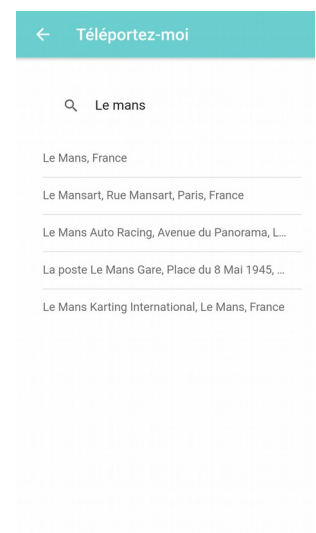 Téléportez-moi
Le mans
Le Mans, France
Le Mansart, Rue Mansart, Paris, France
Le Mans Auto Racing, Avenue du Panorama, L...
La poste Le Mans Gare, Place du 8 Mai 1945, ...
Le Mans Karting International, Le Mans, France